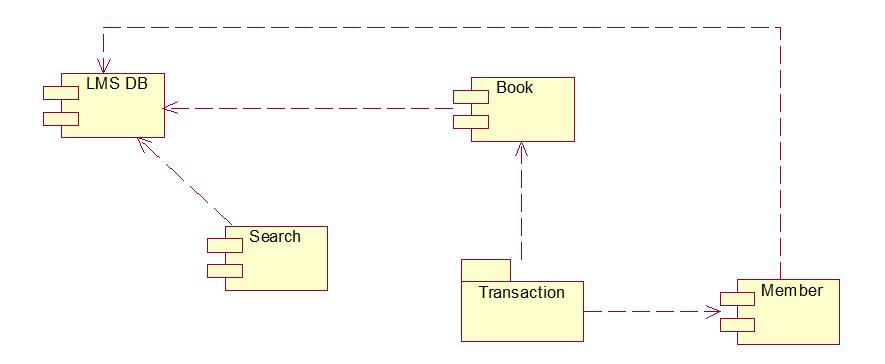 LMS DB
Book
Search
Transaction
Member